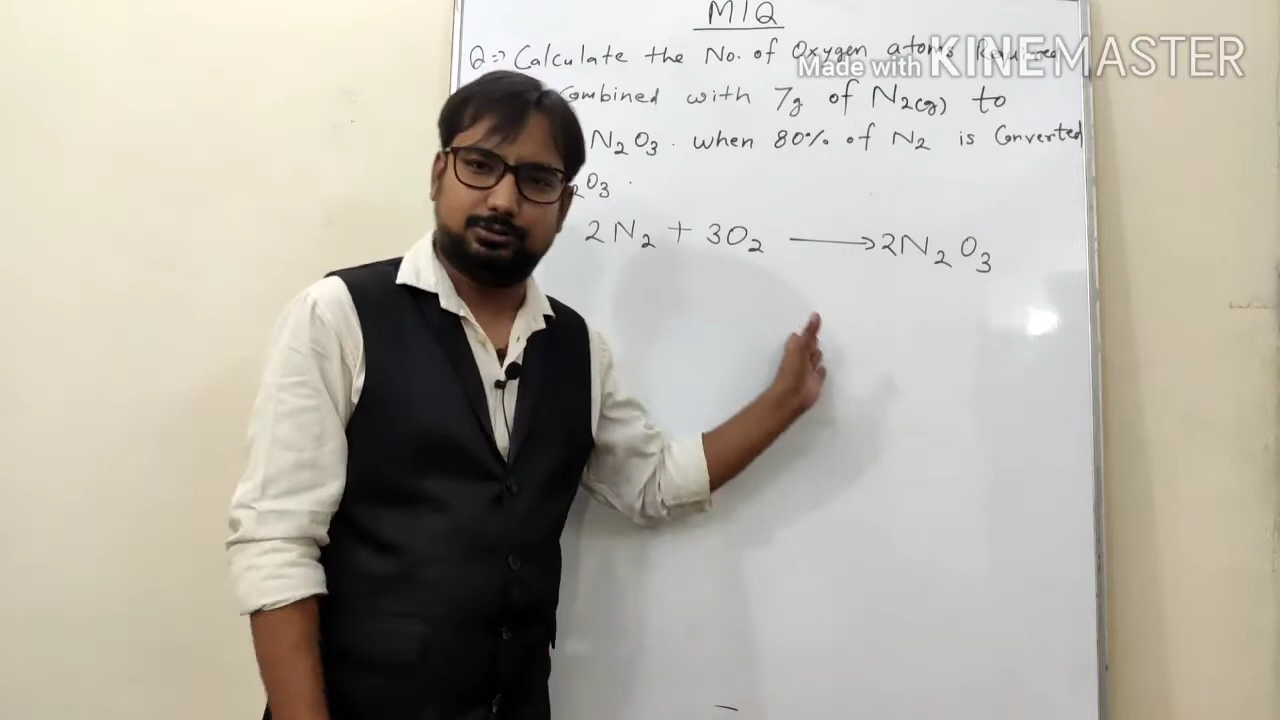 M I Q
Q⇒ Calculate the No. of Oxygen atoms
Made with KINEMASTER
Combined with 7g of N2(g) to
N2O3. when 80% of N2 is Converted
2O3.
2N2 + 3O2 ⟶ 2N2O3